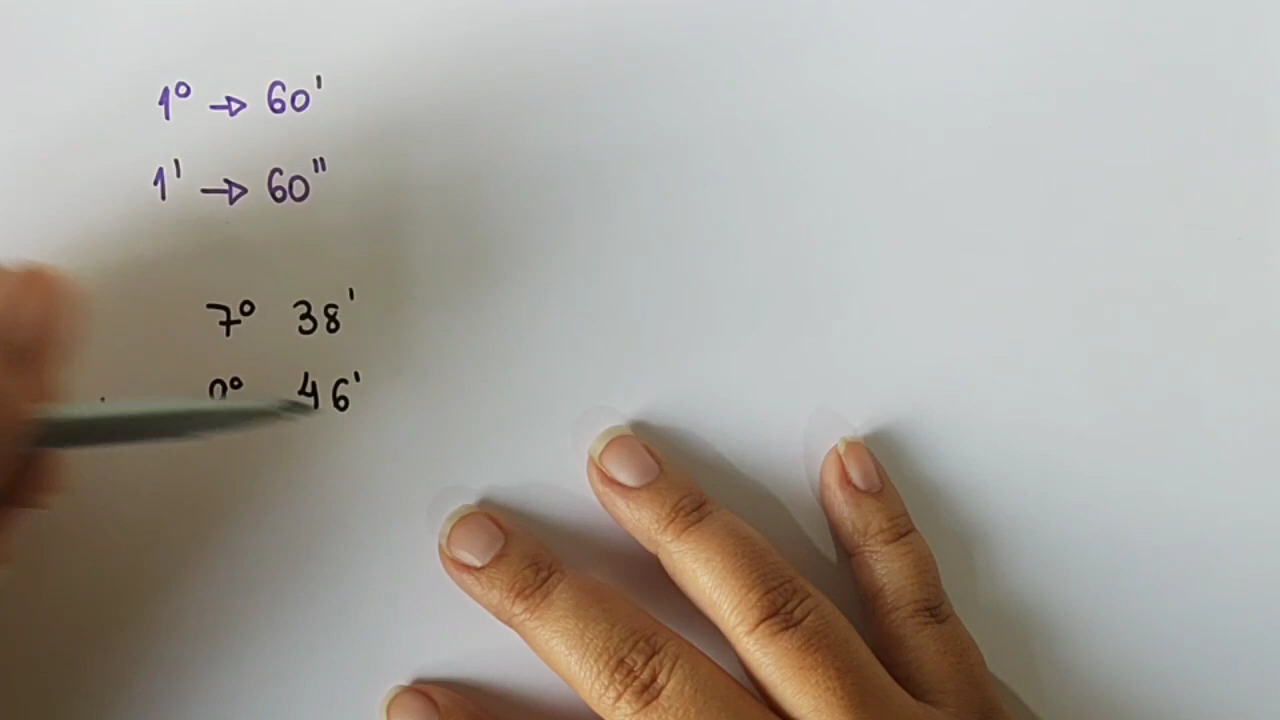 1° → 60'
1' → 60"
7° 38'
46'